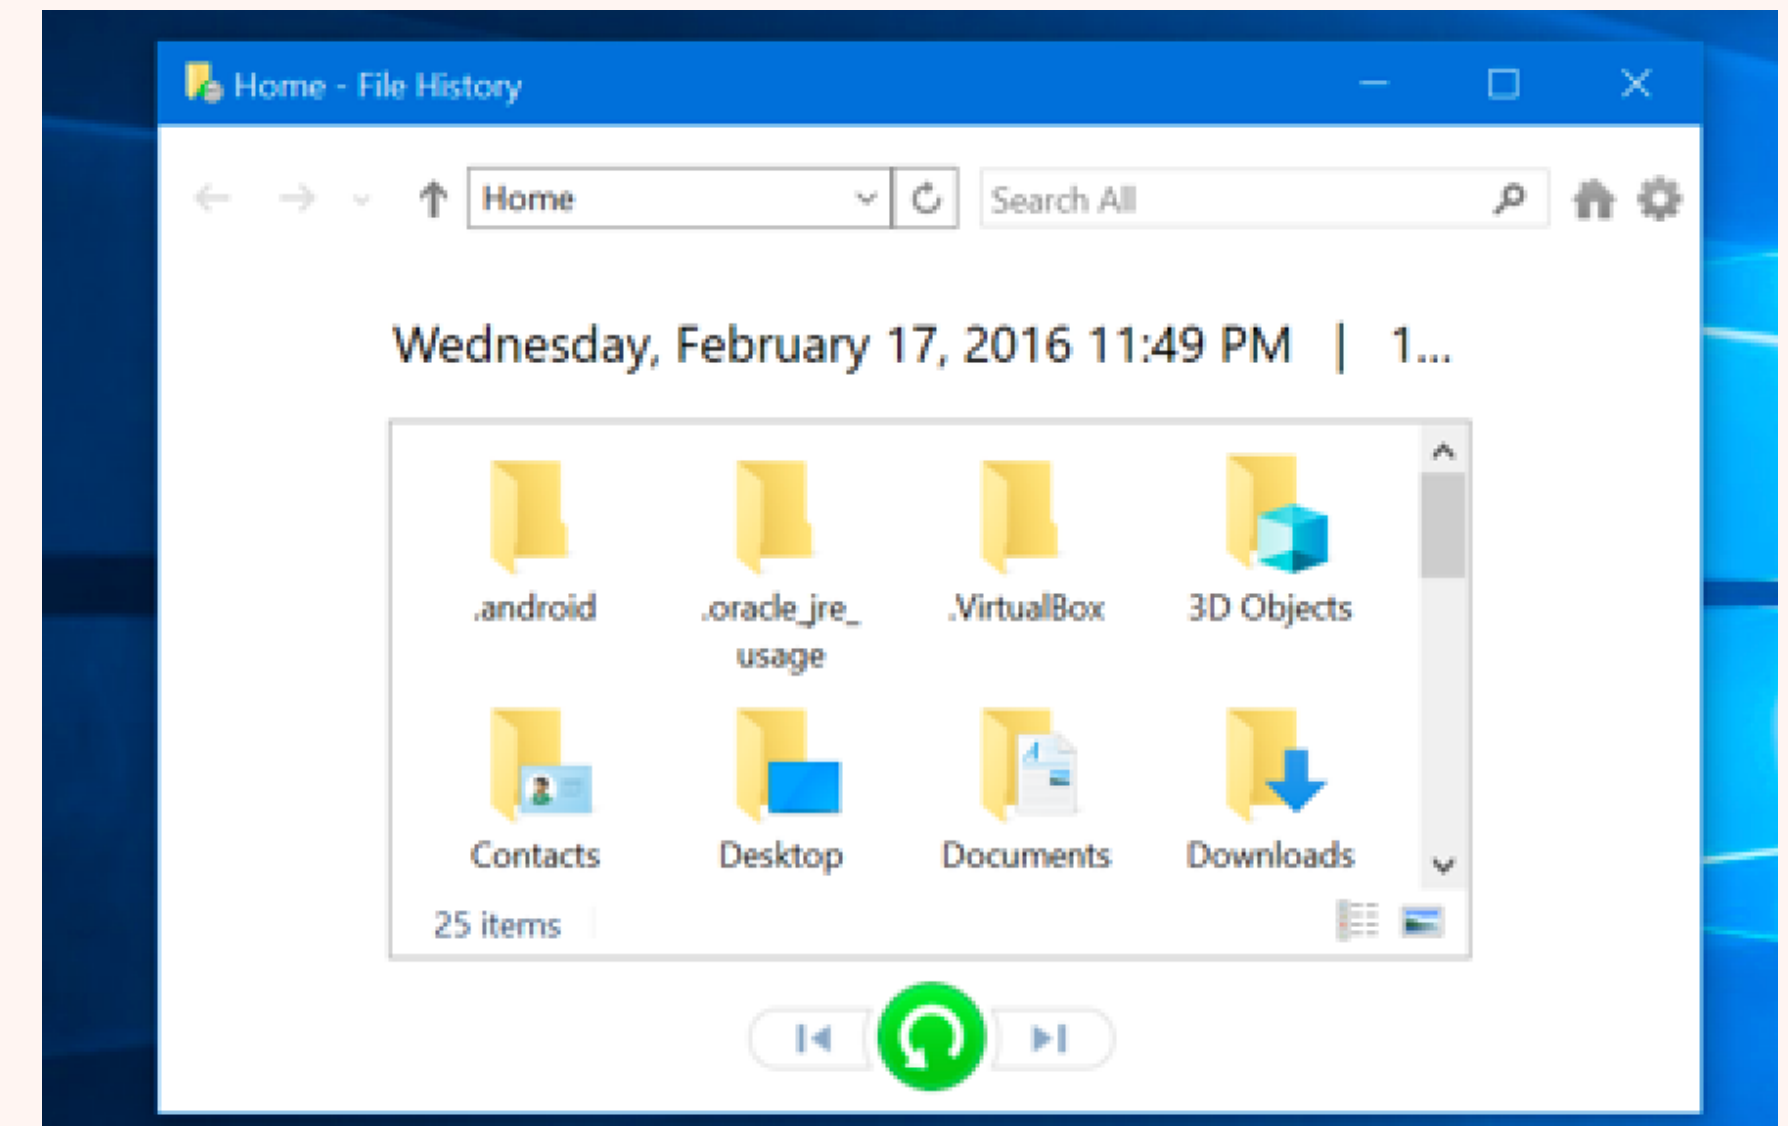 Home - File History
Home
Search All
Wednesday, February 17, 2016 11:49 PM | 1...
.android
.oracle_jre_
usage
.VirtualBox
3D Objects
Contacts
Desktop
Documents
Downloads
25 items